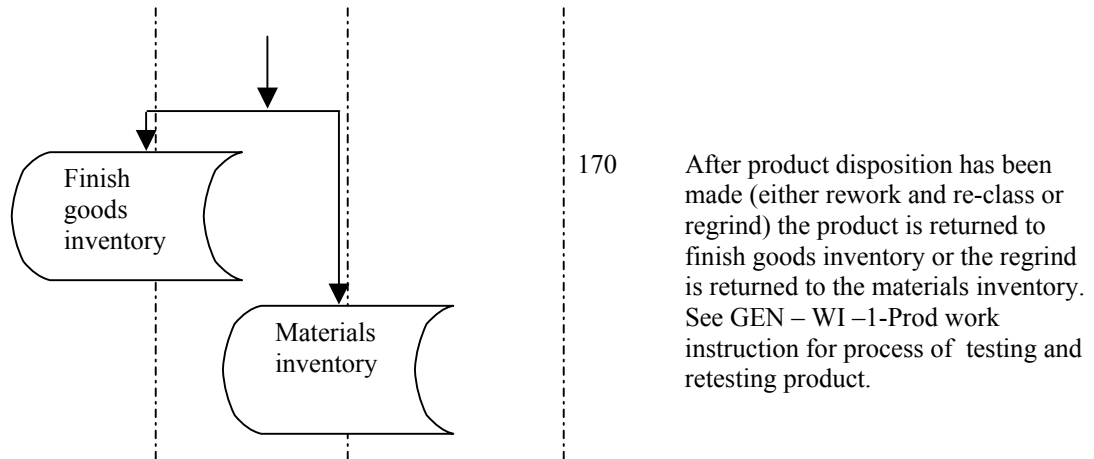 Finish
goods
inventory
Materials
inventory
170
After product disposition has been
made (either rework and re-class or
regrind) the product is returned to
finish goods inventory or the regrind
is returned to the materials inventory.
See GEN – WI –1-Prod work
instruction for process of  testing and
retesting product.